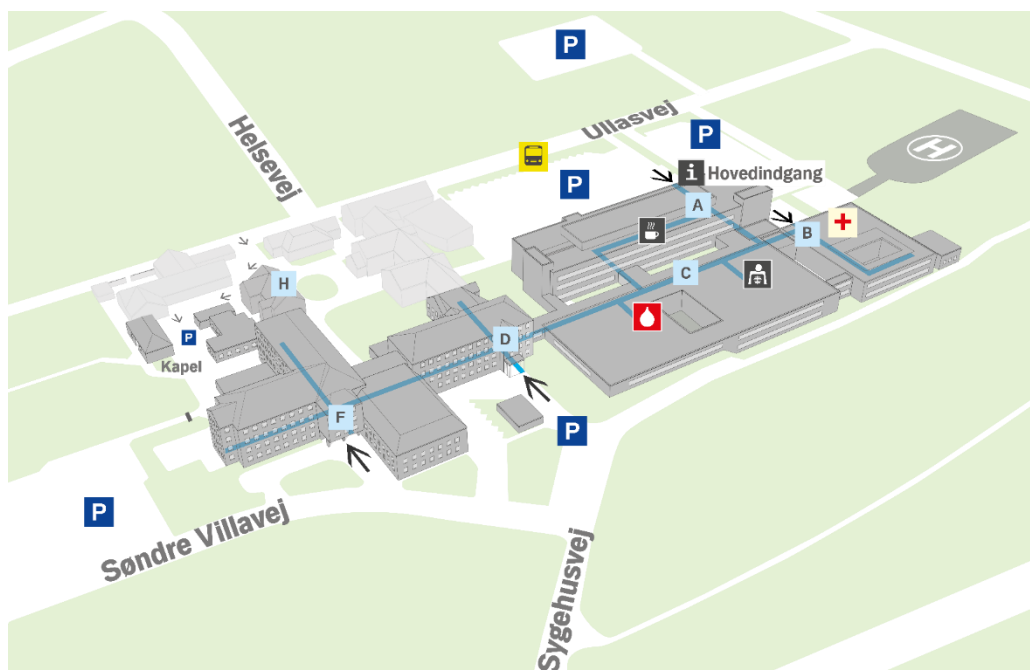 P
Helsevej
Ullasvej
P
H
P
i Hovedindgang
A
B
C
H
P
Kapel
D
F
P
P
Søndre Villavej
Sygehusvej